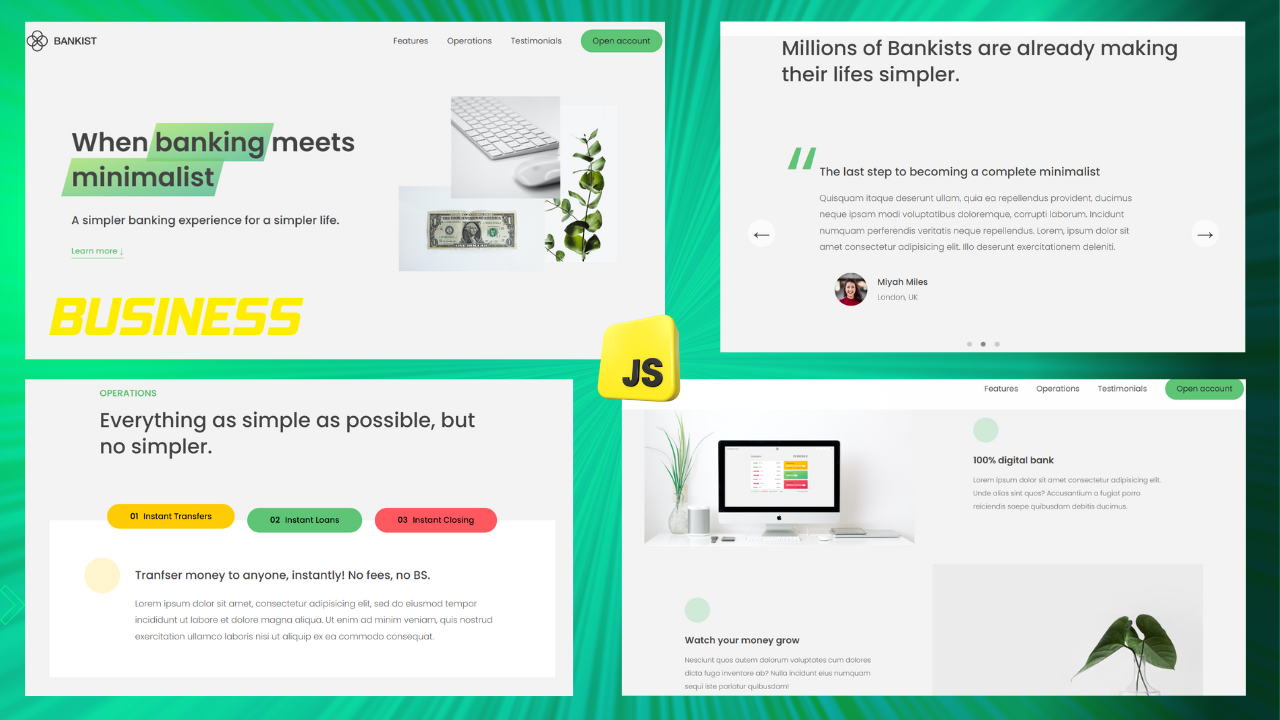 BANKIST
Features Operations Testimonials Open account
When banking meets
minimalist
A simpler banking experience for a simpler life.
Learn more ↓
BUSINESS
Millions of Bankists are already making
their lifes simpler.
“
The last step to becoming a complete minimalist
Quisquam itaque deserunt ullam, quia ea repellendus provident, ducimus
neque ipsam modi voluptatibus doloremque, corrupti laborum. Incidunt
numquam perferendis veritatis neque repellendus. Lorem, ipsum dolor sit
amet consectetur adipisicing elit. Illo deserunt exercitationem deleniti.
← →
Miyah Miles
London, UK
JS
OPERATIONS
Everything as simple as possible, but
no simpler.
01 Instant Transfers 02 Instant Loans 03 Instant Closing
Tranfser money to anyone, instantly! No fees, no BS.
Lorem ipsum dolor sit amet, consectetur adipisicing elit, sed do eiusmod tempor
incididunt ut labore et dolore magna aliqua. Ut enim ad minim veniam, quis nostrud
exercitation ullamco laboris nisi ut aliquip ex ea commodo consequat.
Features Operations Testimonials Open account
100% digital bank
Lorem ipsum dolor sit amet consectetur adipisicing elit.
Unde alias sint quos? Accusantium a fugiat porro
reiciendis saepe quibusdam debitis ducimus.
Watch your money grow
Nesciunt quos autem dolorum voluptates cum dolores
dicta fuga inventore ab? Nulla incidunt eius numquam
sequi iste pariatur quibusdam!